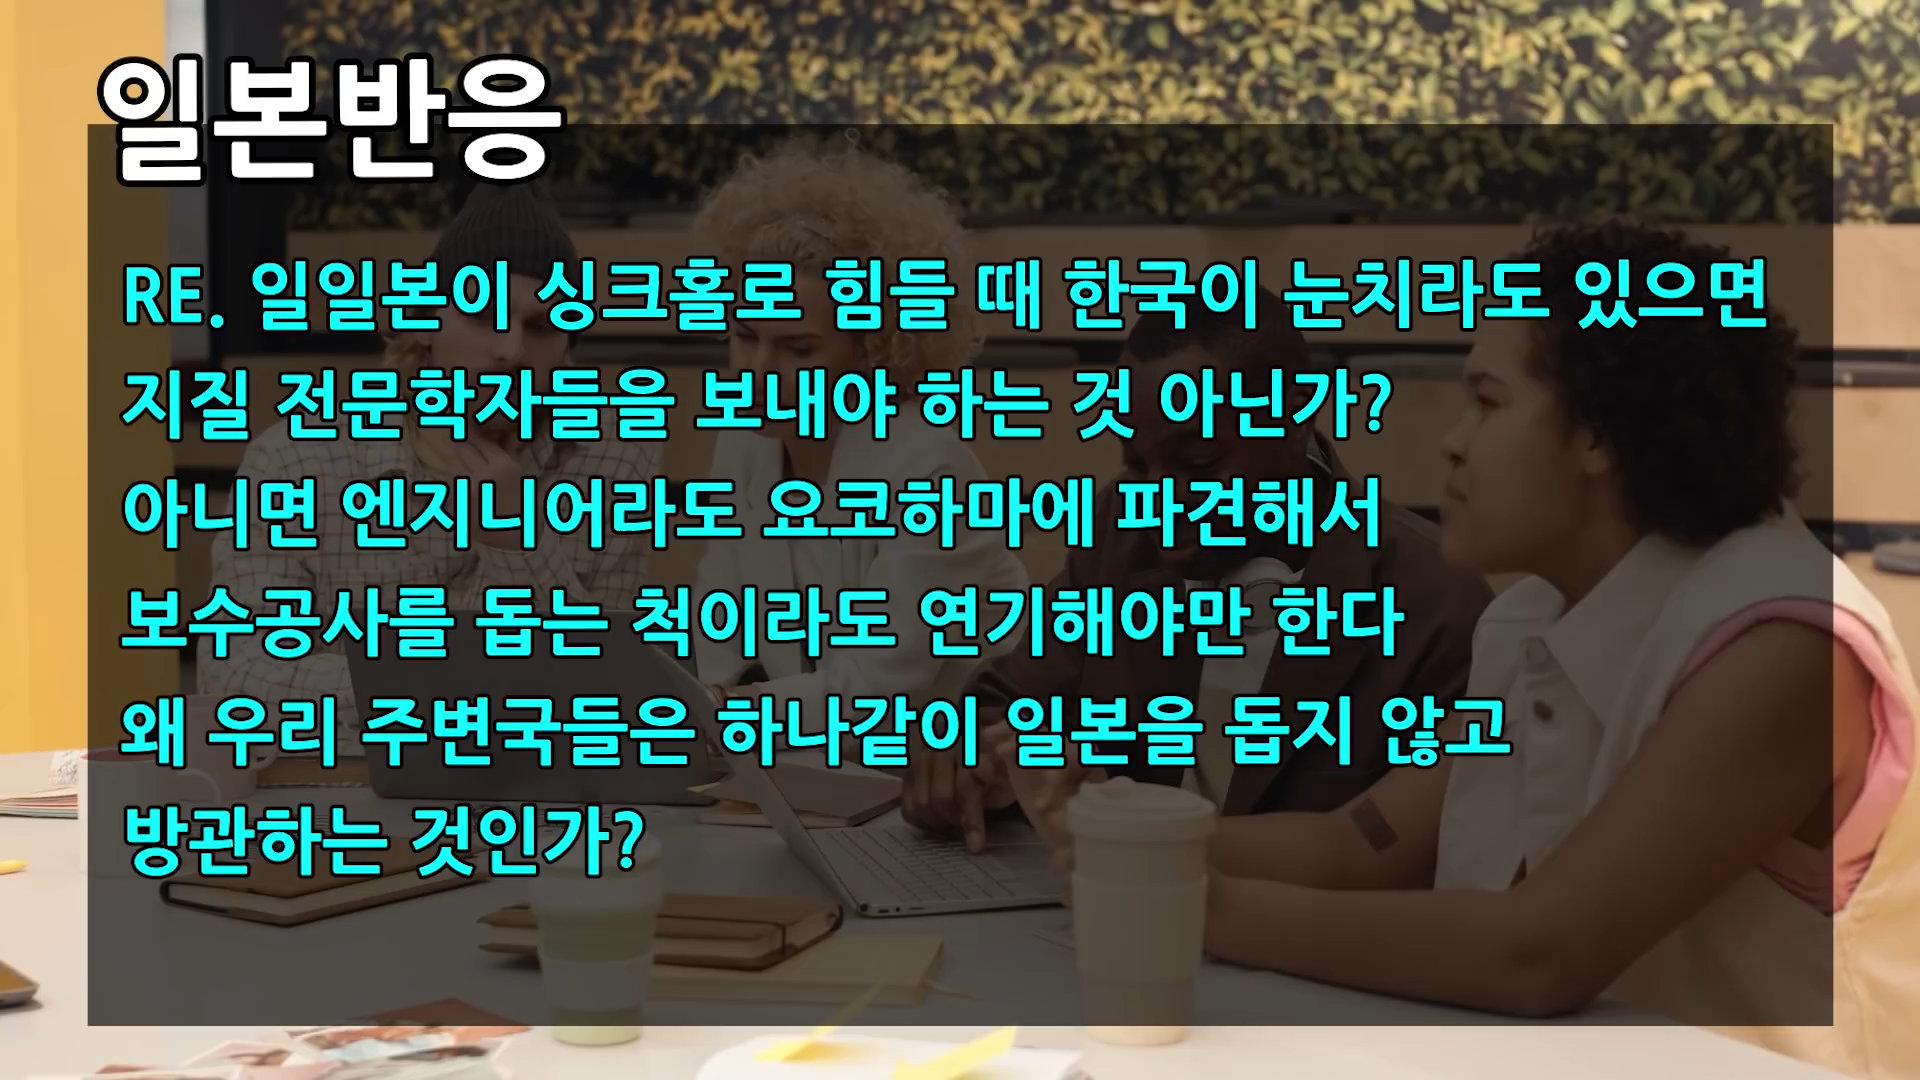 일본반응
RE. 일일본이 싱크홀로 힘들 때 한국이 눈치라도 있으면
지질 전문학자들을 보내야 하는 것 아닌가?
아니면 엔지니어라도 요코하마에 파견해서
보수공사를 돕는 척이라도 연기해야만 한다
왜 우리 주변국들은 하나같이 일본을 돕지 않고
방관하는 것인가?